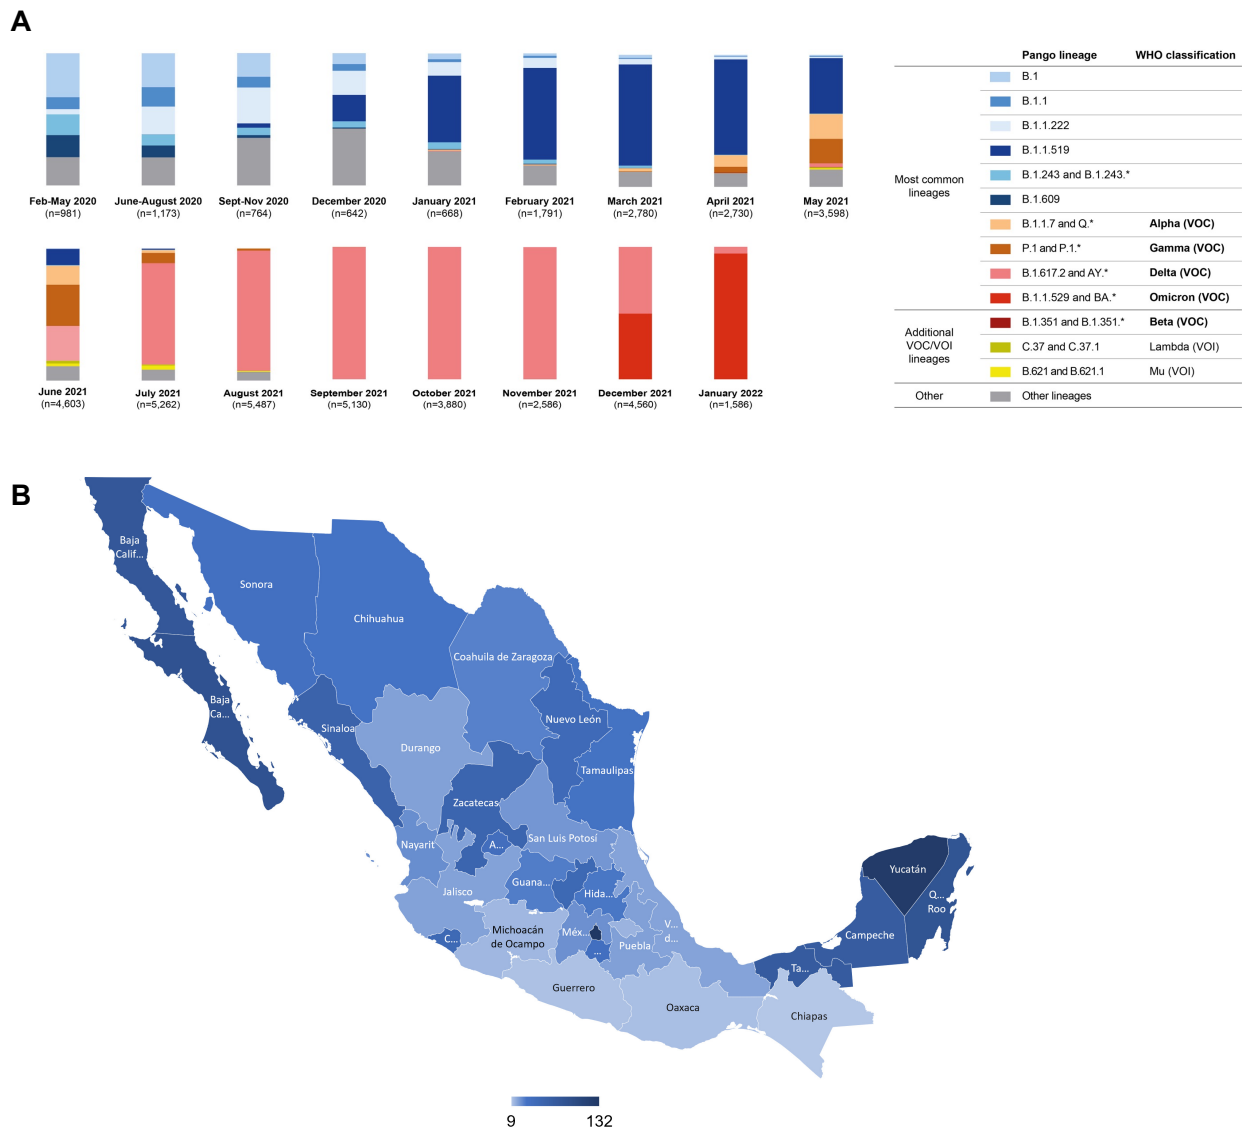 A
Feb-May 2020
(n=981)
June-August 2020
(n=1,173)
Sept-Nov 2020
(n=764)
December 2020
(n=642)
January 2021
(n=668)
February 2021
(n=1,791)
March 2021
(n=2,780)
April 2021
(n=2,730)
May 2021
(n=3,598)
June 2021
(n=4,603)
July 2021
(n=5,262)
August 2021
(n=5,487)
September 2021
(n=5,130)
October 2021
(n=3,880)
November 2021
(n=2,586)
December 2021
(n=4,560)
January 2022
(n=1,586)
Pango lineage WHO classification
Most common
lineages
B.1
B.1.1
B.1.1.222
B.1.1.519
B.1.243 and B.1.243.*
B.1.609
B.1.1.7 and Q.* Alpha (VOC)
P.1 and P.1.* Gamma (VOC)
B.1.617.2 and AY.* Delta (VOC)
B.1.1.529 and BA.* Omicron (VOC)
Additional
VOC/VOI
lineages
B.1.351 and B.1.351.* Beta (VOC)
C.37 and C.37.1 Lambda (VOI)
B.621 and B.621.1 Mu (VOI)
Other Other lineages
B
Baja
Calif...
Sonora
Chihuahua
Coahuila de Zaragoza
Baja
Ca...
Sinaloa
Nuevo León
Durango
Tamaulipas
Zacatecas
San Luis Potosí
Nayarit
A...
Yucatán
Guana...
Hida...
Jalisco
Q...
Roo
C...
Michoacán
de Ocampo
Méx...
...
Puebla
V...
d...
Campeche
Ta...
Guerrero
Oaxaca
Chiapas
9 132